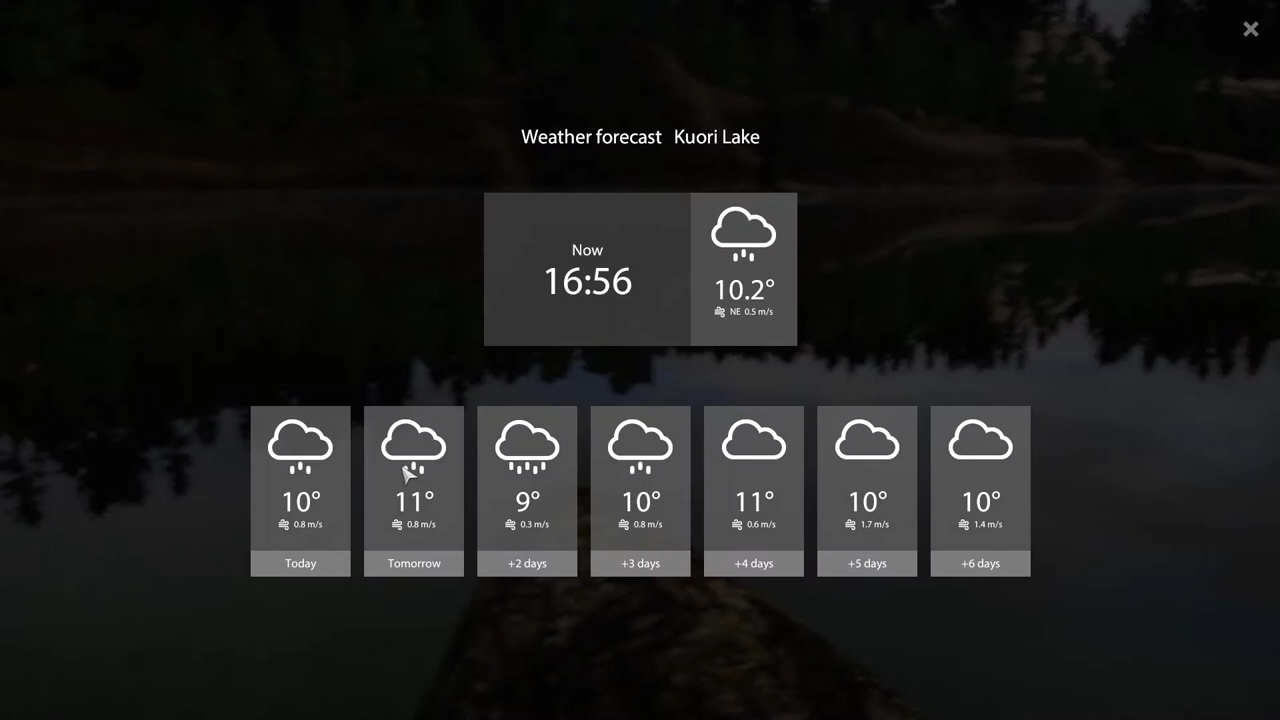 Weather forecast Kuori Lake
Now
16:56
10.2°
NE 0.5 m/s
10° 11° 9° 10° 11° 10° 10°
0.8 m/s 0.8 m/s 0.3 m/s 0.8 m/s 0.6 m/s 1.7 m/s 1.4 m/s
Today Tomorrow +2 days +3 days +4 days +5 days +6 days